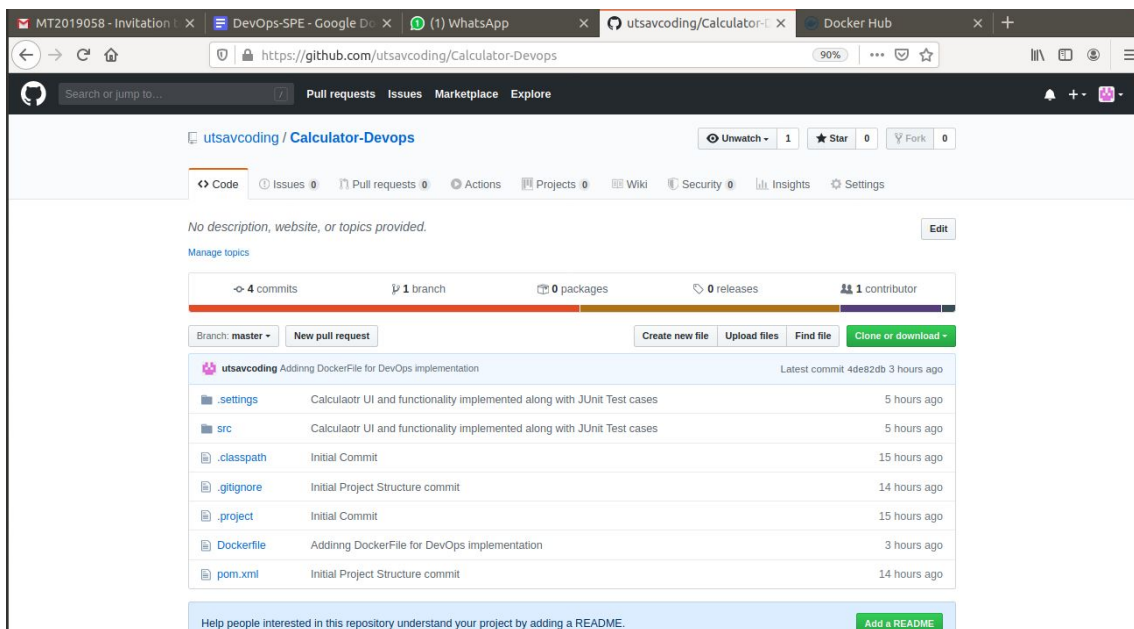 MT2019058 - Invitation t
DevOps-SPE - Google Do
(1) WhatsApp
utsavcoding/Calculator-D
Docker Hub
https://github.com/utsavcoding/Calculator-Devops
90%
Search or jump to... /
Pull requests Issues Marketplace Explore
utsavcoding / Calculator-Devops
Unwatch 1 Star 0 Fork 0
Code Issues 0 Pull requests 0 Actions Projects 0 Wiki Security 0 Insights Settings
No description, website, or topics provided. Edit
Manage topics
4 commits 1 branch 0 packages 0 releases 1 contributor
Branch: master New pull request Create new file Upload files Find file Clone or download
utsavcoding Addinng DockerFile for DevOps implementation Latest commit 4de82db 3 hours ago
.settings Calculaotr UI and functionality implemented along with JUnit Test cases 5 hours ago
src Calculaotr UI and functionality implemented along with JUnit Test cases 5 hours ago
.classpath Initial Commit 15 hours ago
.gitignore Initial Project Structure commit 14 hours ago
.project Initial Commit 15 hours ago
Dockerfile Addinng DockerFile for DevOps implementation 3 hours ago
pom.xml Initial Project Structure commit 14 hours ago
Help people interested in this repository understand your project by adding a README. Add a README